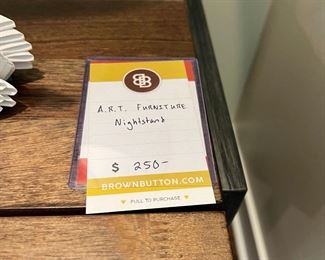 BB
A.R.T. FURNITURE
Nightstand
$ 250-
BROWNBUTTON.COM
PULL TO PURCHASE